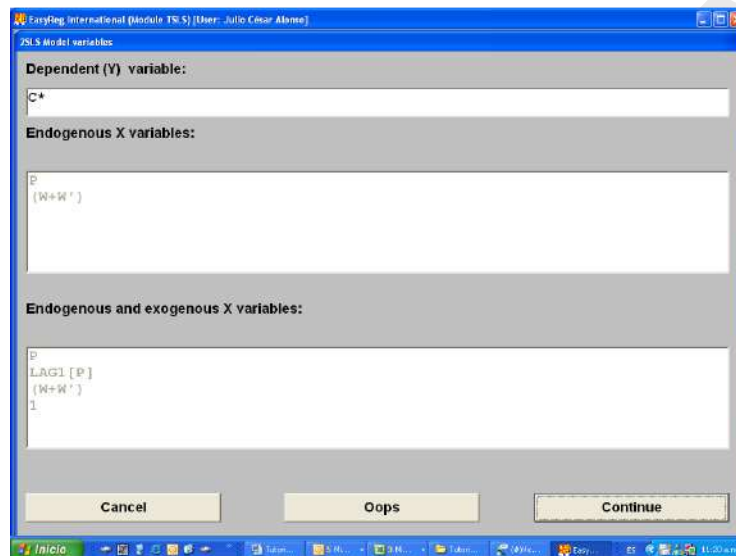 EasyReg International (Module TSLS) [User: Julio César Alonso]
2SLS Model variables
Dependent (Y) variable:
C*
Endogenous X variables:
P
(W+W')
Endogenous and exogenous X variables:
P
LAG1[P]
(W+W')
1
Cancel
Oops
Continue
Inicio
ES